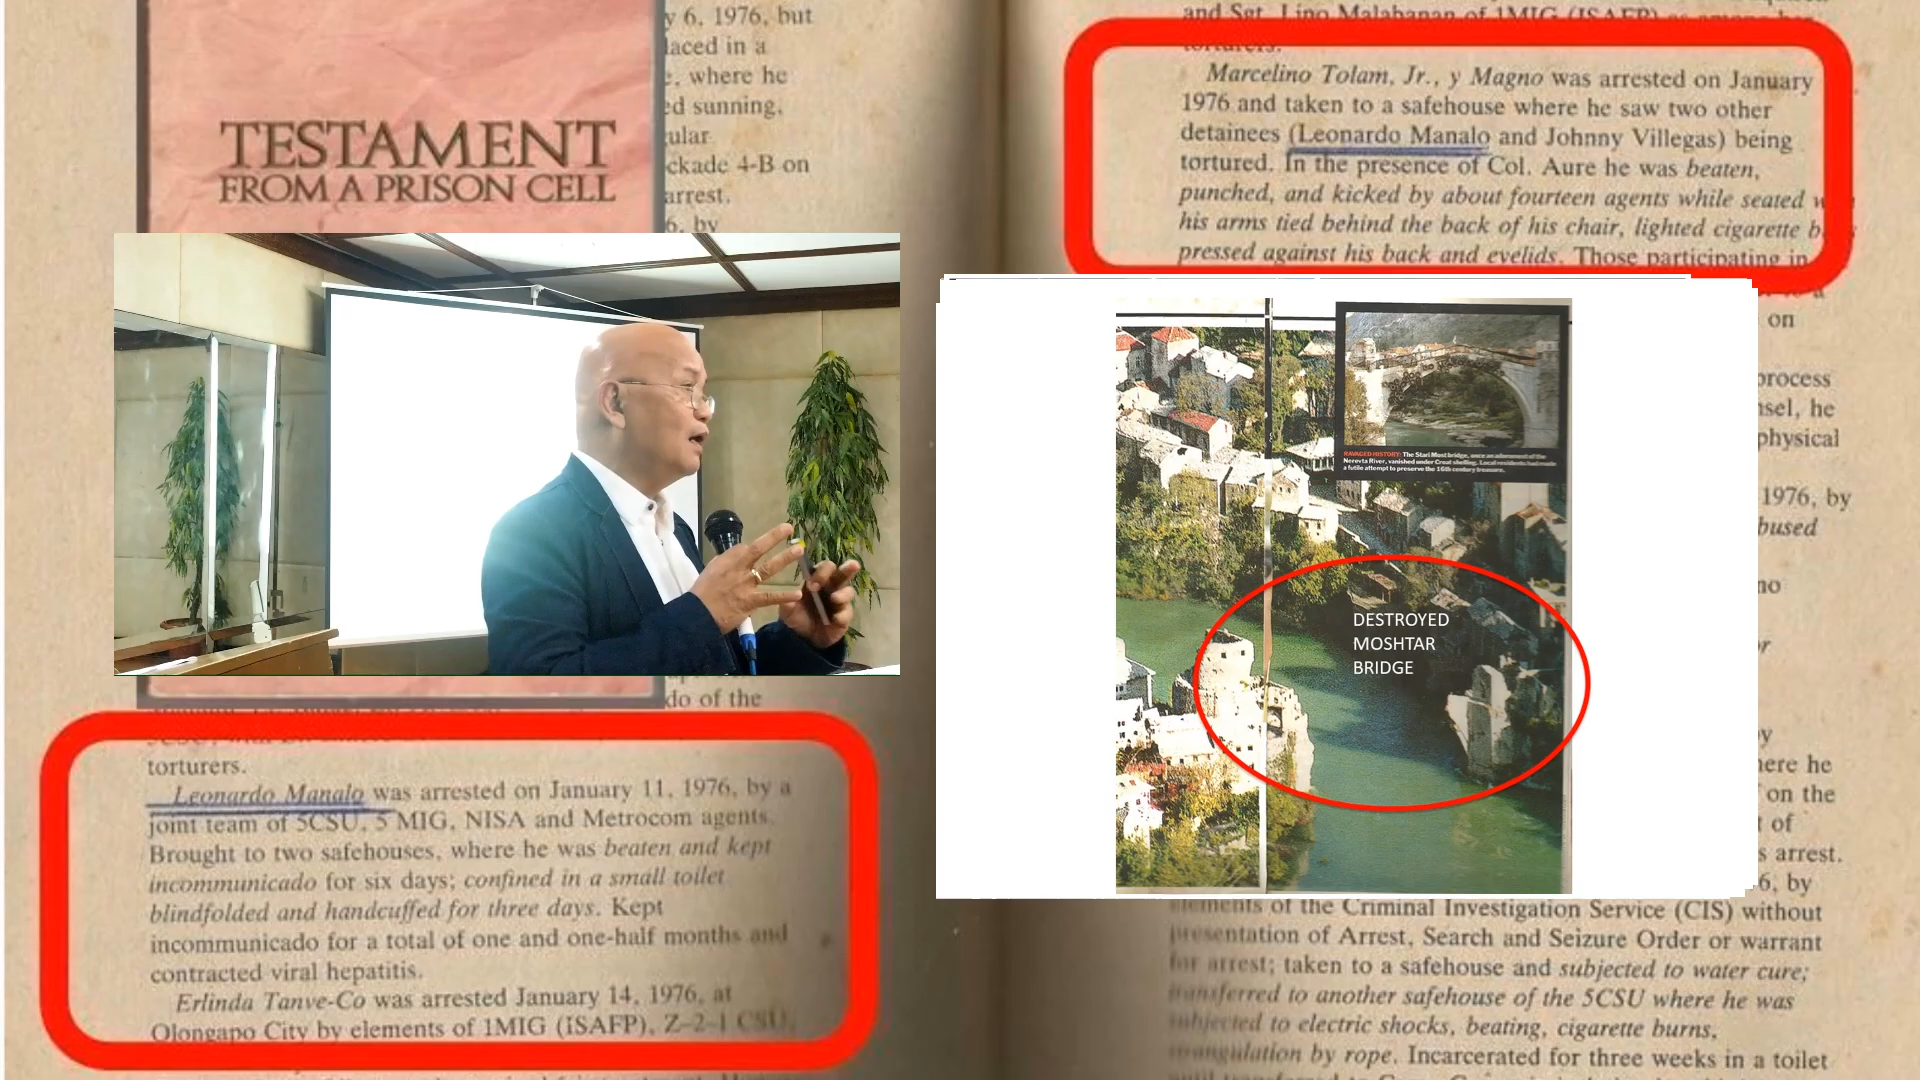 TESTAMENT
FROM A PRISON CELL
y 6, 1976, but
laced in a
, where he
ed sunning,
ular
ckade 4-B on
arrest.
6, by
do of the
torturers.
Leonardo Manalo was arrested on January 11, 1976, by a
joint team of 5CSU, 5 MIG, NISA and Metrocom agents.
Brought to two safehouses, where he was beaten and kept
incommunicado for six days; confined in a small toilet
blindfolded and handcuffed for three days. Kept
incommunicado for a total of one and one-half months and
contracted viral hepatitis.
Erlinda Tanve-Co was arrested January 14, 1976, at
Olongapo City by elements of 1MIG (ISAFP), Z-2-1 CSU,
and Sgt. Lino Malabanan of 1MIG (ISAFP)
torturers.
Marcelino Tolam, Jr., y Magno was arrested on January
1976 and taken to a safehouse where he saw two other
detainees (Leonardo Manalo and Johnny Villegas) being
tortured. In the presence of Col. Aure he was beaten,
punched, and kicked by about fourteen agents while seated
his arms tied behind the back of his chair, lighted cigarette
pressed against his back and eyelids. Those participating in
on
RAVAGED HISTORY: The Stari Most bridge, once an adornment of the
Neretva River, vanished under Croat shelling. Local residents had made
a futile attempt to preserve the 16th century treasure.
DESTROYED
MOSHTAR
BRIDGE
process
sel, he
physical
1976, by
bused
no
or
by
here he
on the
t of
s arrest.
6, by
elements of the Criminal Investigation Service (CIS) without
presentation of Arrest, Search and Seizure Order or warrant
for arrest; taken to a safehouse and subjected to water cure;
transferred to another safehouse of the 5CSU where he was
subjected to electric shocks, beating, cigarette burns,
strangulation by rope. Incarcerated for three weeks in a toilet